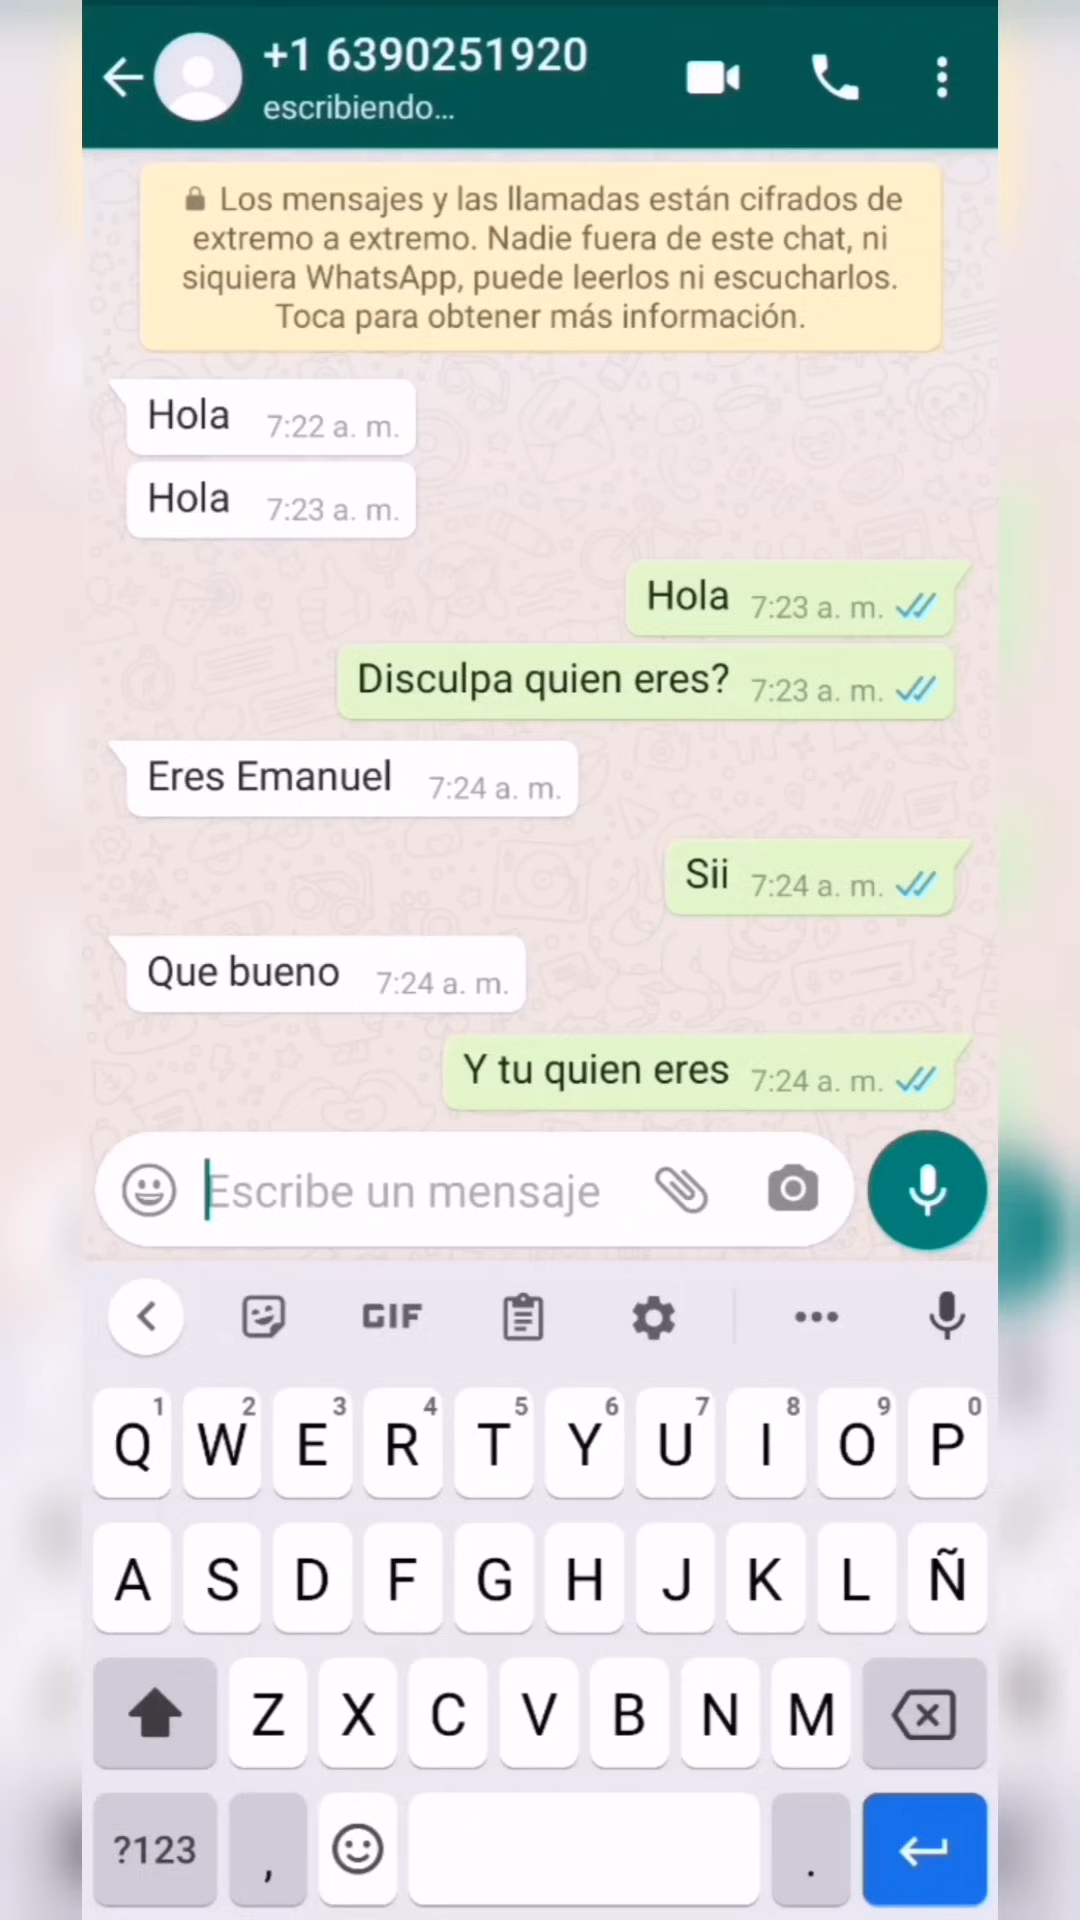 +1 6390251920
escribiendo...
Los mensajes y las llamadas están cifrados de
extremo a extremo. Nadie fuera de este chat, ni
siquiera WhatsApp, puede leerlos ni escucharlos.
Toca para obtener más información.
Hola 7:22 a. m.
Hola 7:23 a. m.
Hola 7:23 a. m.
Disculpa quien eres? 7:23 a. m.
Eres Emanuel 7:24 a. m.
Sii 7:24 a. m.
Que bueno 7:24 a. m.
Y tu quien eres 7:24 a. m.
Escribe un mensaje
GIF
1 2 3 4 5 6 7 8 9 0
Q W E R T Y U I O P
A S D F G H J K L Ñ
Z X C V B N M
?123 , .